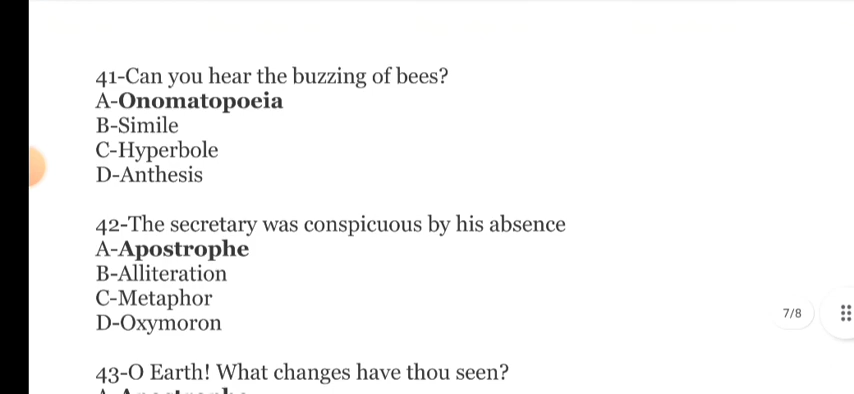 41-Can you hear the buzzing of bees?
A-Onomatopoeia
B-Simile
C-Hyperbole
D-Anthesis
42-The secretary was conspicuous by his absence
A-Apostrophe
B-Alliteration
C-Metaphor
D-Oxymoron
7/8
43-O Earth! What changes have thou seen?